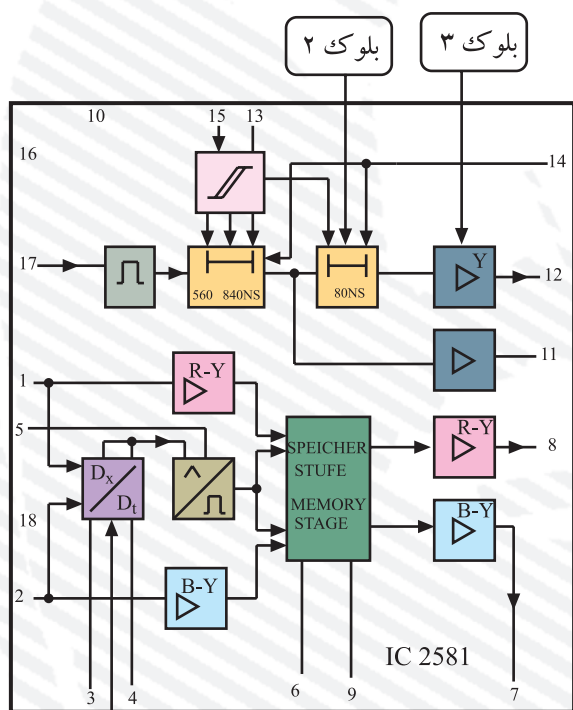 بلوک ۲
بلوک ۳
10
15
13
16
14
17
560 840NS
80NS
Y
12
11
1
R-Y
5
SPEICHER
STUFE
MEMORY
STAGE
R-Y
8
Dx
Dt
18
B-Y
2
B-Y
IC 2581
3
4
6
9
7